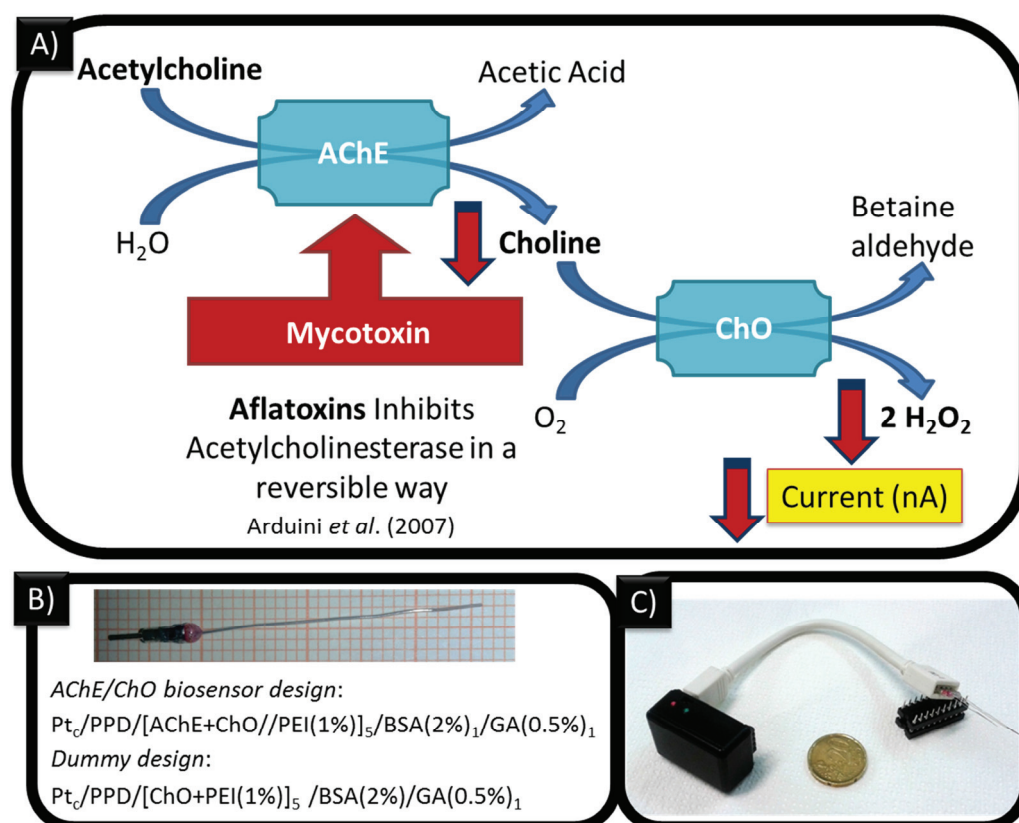 A)
Acetylcholine
Acetic Acid
AChE
H₂O
Choline
Betaine
aldehyde
Mycotoxin
ChO
O₂
2 H₂O₂
Aflatoxins Inhibits
Acetylcholinesterase in a
reversible way
Arduini et al. (2007)
Current (nA)
B)
AChE/ChO biosensor design:
Ptc/PPD/[AChE+ChO//PEI(1%)]₅/BSA(2%)₁/GA(0.5%)₁
Dummy design:
Ptc/PPD/[ChO+PEI(1%)]₅ /BSA(2%)/GA(0.5%)₁
C)